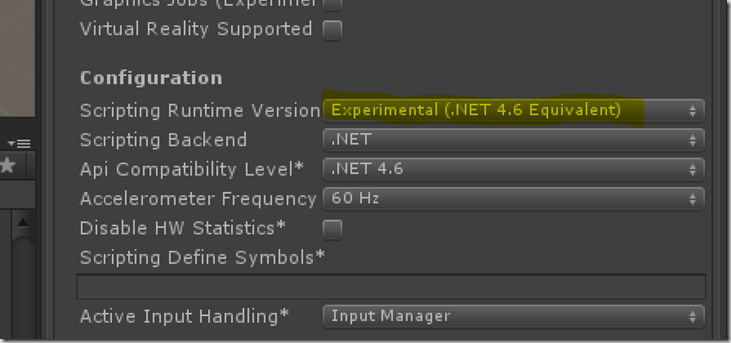 Graphics Jobs (Experimen
Virtual Reality Supported
Configuration
Scripting Runtime Version Experimental (.NET 4.6 Equivalent)
Scripting Backend .NET
Api Compatibility Level* .NET 4.6
Accelerometer Frequency 60 Hz
Disable HW Statistics*
Scripting Define Symbols*
Active Input Handling* Input Manager